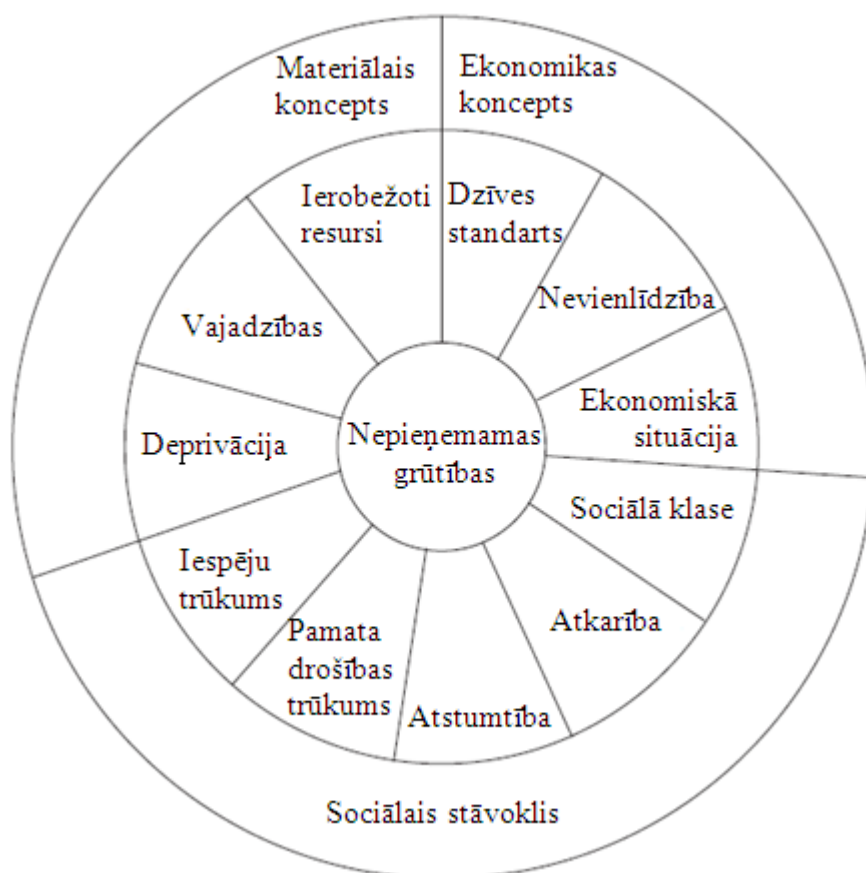 Materiālais
koncepts
Ekonomikas
koncepts
Ierobežoti
resursi
Dzīves
standarts
Vajadzības
Nevienlīdzība
Deprivācija
Nepieņemamas
grūtības
Ekonomiskā
situācija
Iespēju
trūkums
Sociālā klase
Pamata
drošības
trūkums
Atkarība
Atstumtība
Sociālais stāvoklis